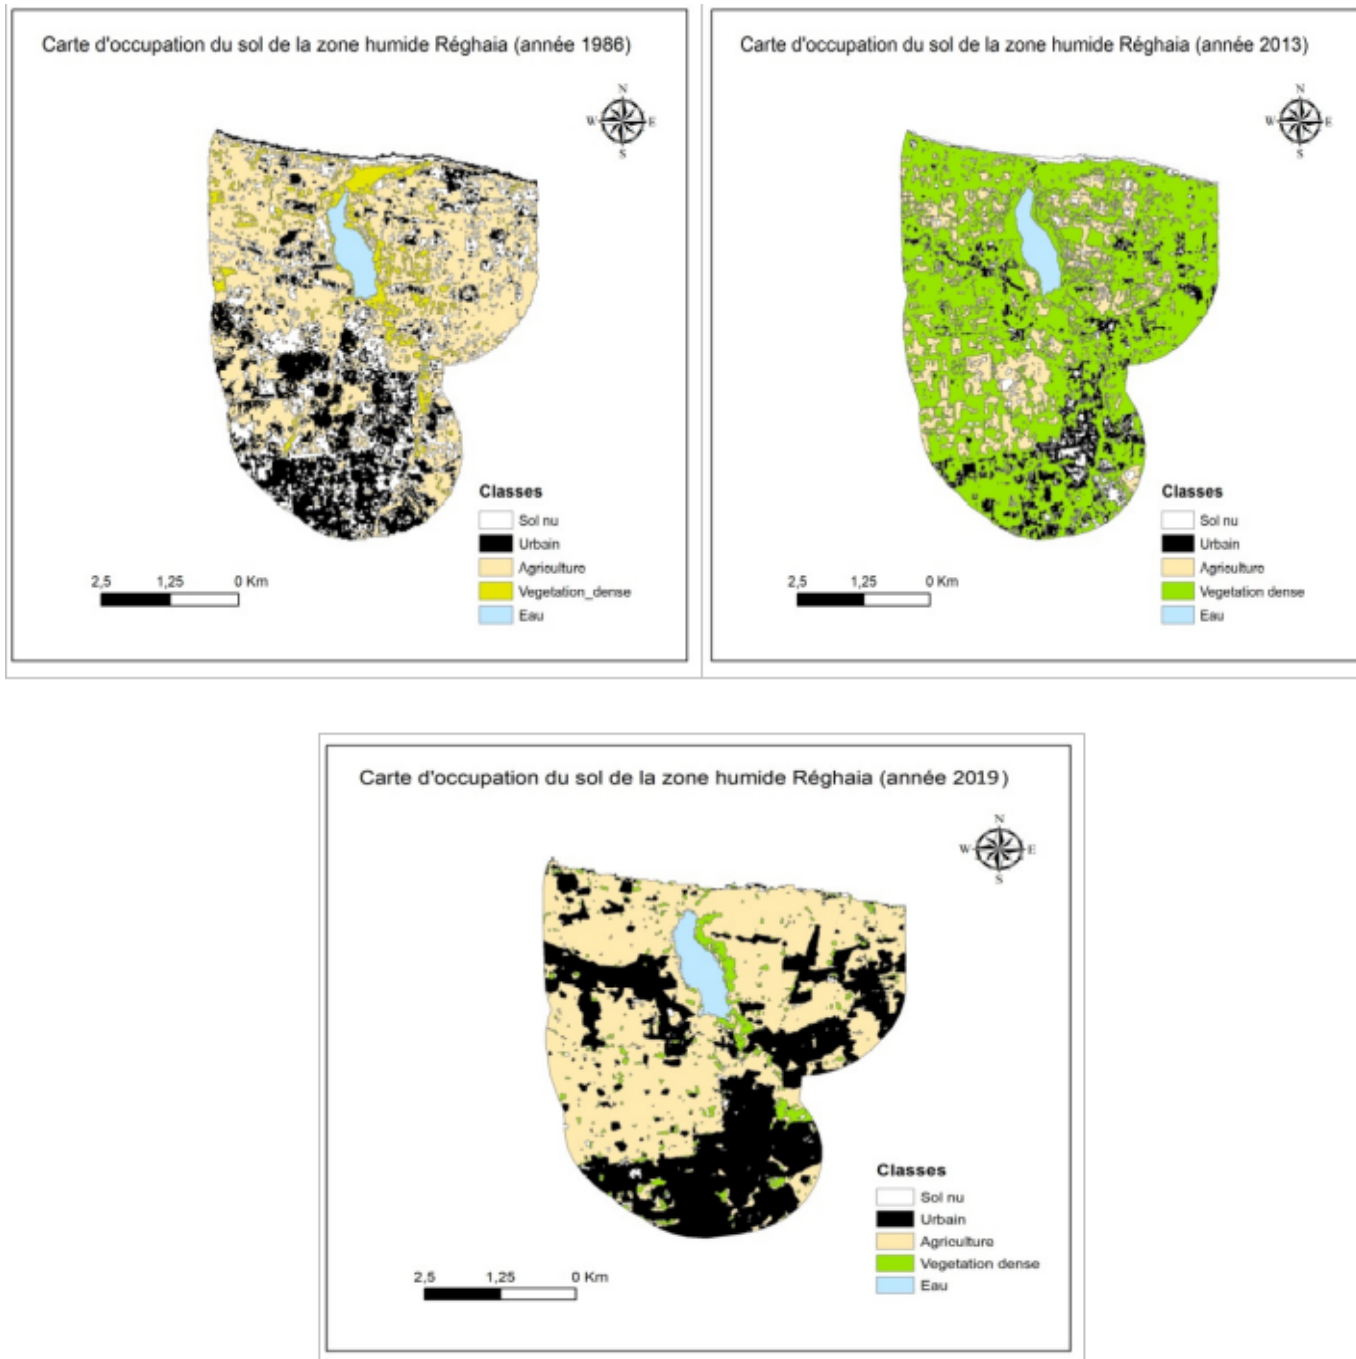 Carte d'occupation du sol de la zone humide Réghaia (année 1986)
N
W E
S
Classes
Sol nu
Urbain
Agriculture
Vegetation_dense
Eau
2,5 1,25 0 Km
Carte d'occupation du sol de la zone humide Réghaia (année 2013)
N
W E
S
Classes
Sol nu
Urbain
Agriculture
Vegetation dense
Eau
2,5 1,25 0 Km
Carte d'occupation du sol de la zone humide Réghaia (année 2019)
N
W E
S
Classes
Sol nu
Urbain
Agriculture
Vegetation dense
Eau
2,5 1,25 0 Km